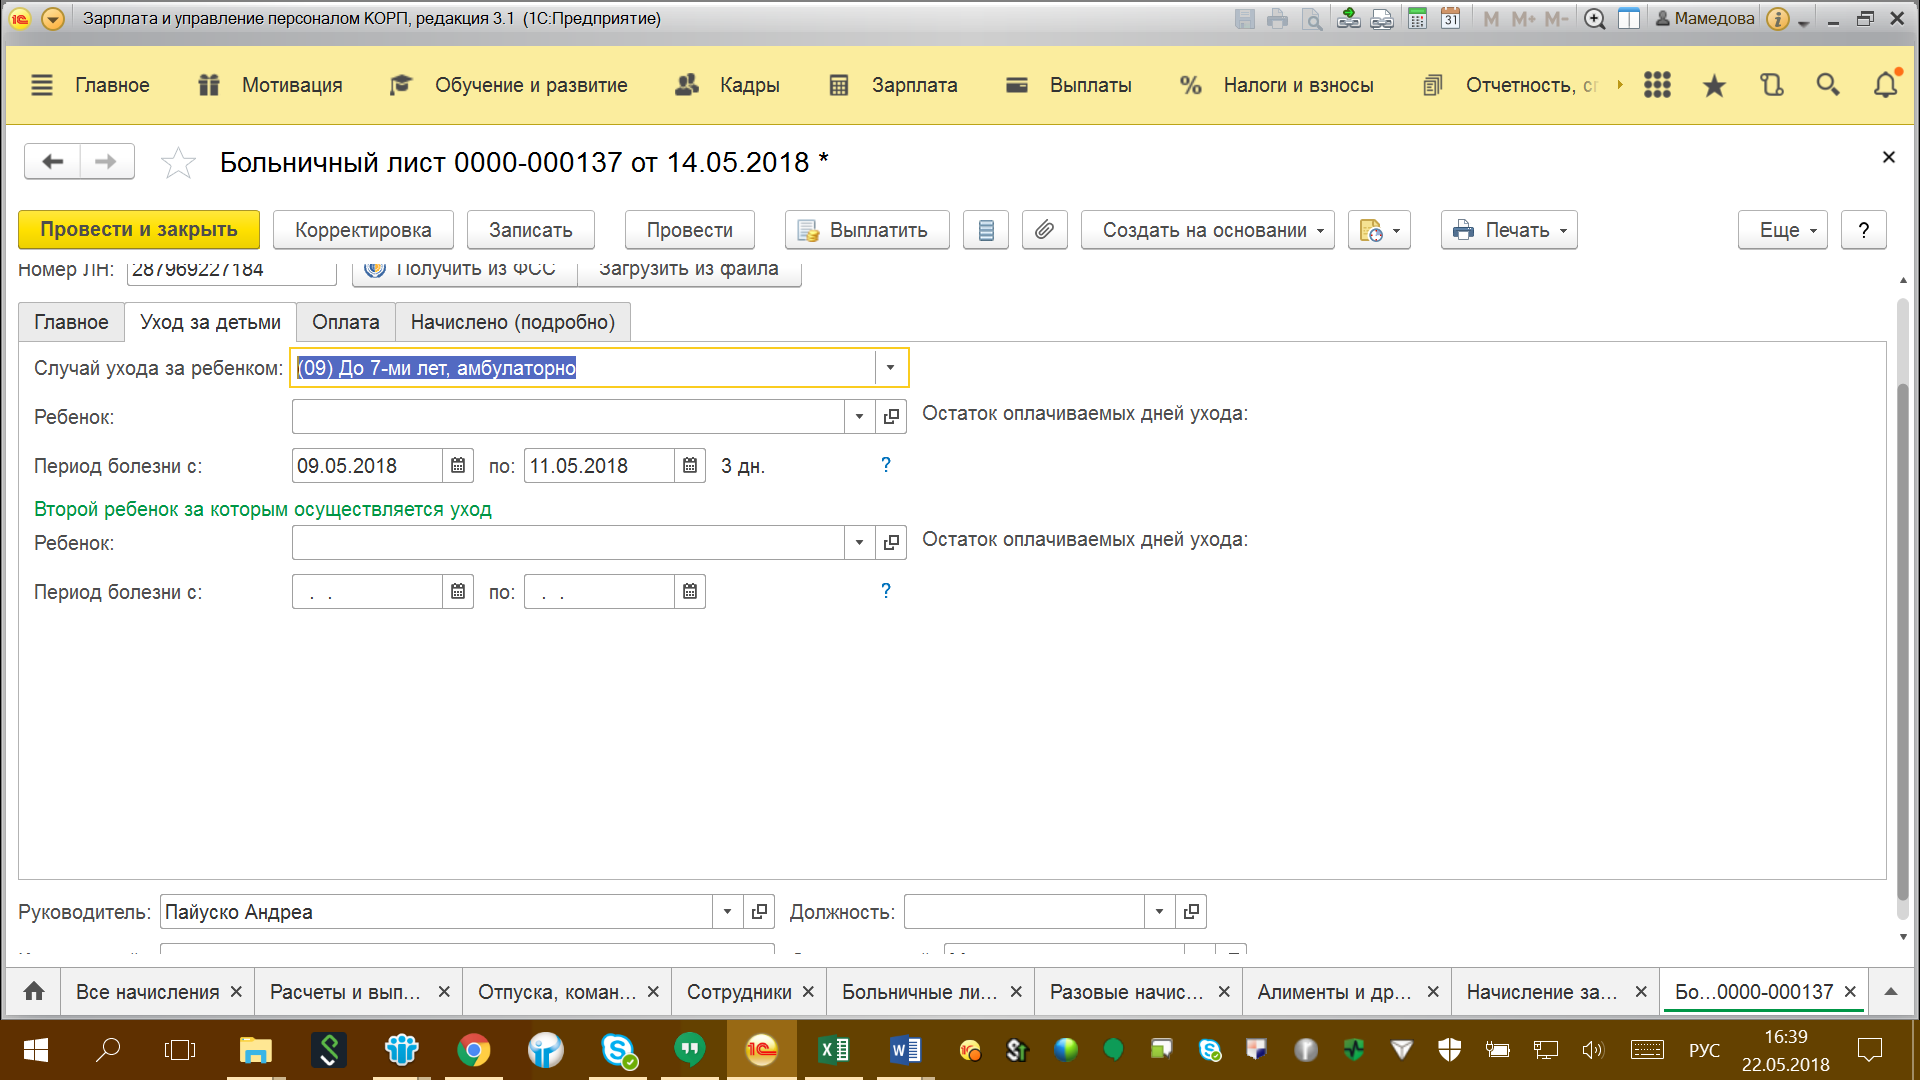 Зарплата и управление персоналом КОРП, редакция 3.1 (1С:Предприятие)
M M+ M- Мамедова
Главное Мотивация Обучение и развитие Кадры Зарплата Выплаты Налоги и взносы Отчетность, сп
Больничный лист 0000-000137 от 14.05.2018 *
Провести и закрыть Корректировка Записать Провести Выплатить Создать на основании Печать Еще ?
Номер ЛН: 287969227184 Получить из ФСС Загрузить из файла
Главное Уход за детьми Оплата Начислено (подробно)
Случай ухода за ребенком: (09) До 7-ми лет, амбулаторно
Ребенок: Остаток оплачиваемых дней ухода:
Период болезни с: 09.05.2018 по: 11.05.2018 3 дн. ?
Второй ребенок за которым осуществляется уход
Ребенок: Остаток оплачиваемых дней ухода:
Период болезни с: . . по: . . ?
Руководитель: Пайуско Андреа Должность:
Все начисления Расчеты и вып... Отпуска, коман... Сотрудники Больничные ли... Разовые начис... Алименты и др... Начисление за... Бо...0000-000137
РУС 16:39
22.05.2018